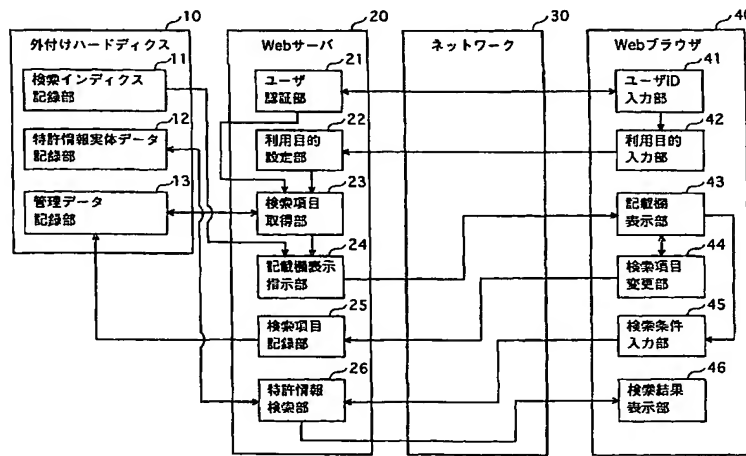 10
外付けハードディクス
11
検索インディクス
記録部
12
特許情報実体データ
記録部
13
管理データ
記録部
20
Webサーバ
21
ユーザ
認証部
22
利用目的
設定部
23
検索項目
取得部
24
記載欄表示
指示部
25
検索項目
記録部
26
特許情報
検索部
30
ネットワーク
40
Webブラウザ
41
ユーザID
入力部
42
利用目的
入力部
43
記載欄
表示部
44
検索項目
変更部
45
検索条件
入力部
46
検索結果
表示部